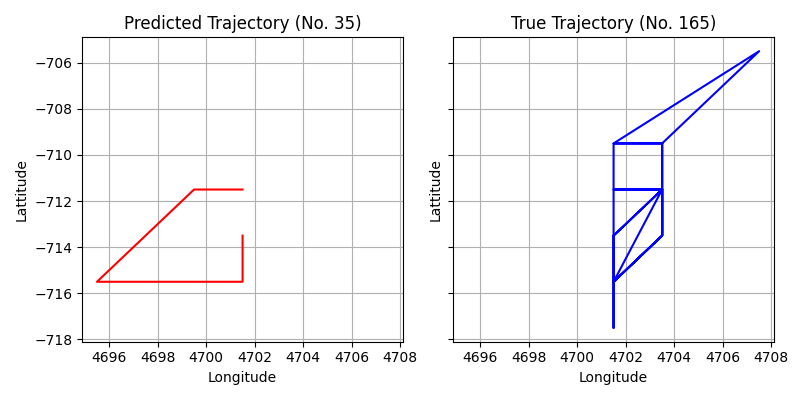 Predicted Trajectory (No. 35)
True Trajectory (No. 165)
Lattitude
−706
−708
−710
−712
−714
−716
−718
4696 4698 4700 4702 4704 4706 4708
Longitude
Lattitude
4696 4698 4700 4702 4704 4706 4708
Longitude